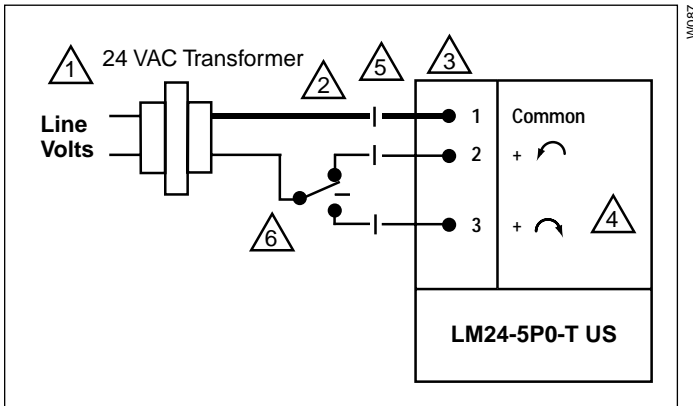 W087
1 24 VAC Transformer 2 5 3
Line
Volts
1 Common
2 +
3 + 4
6
LM24-5P0-T US